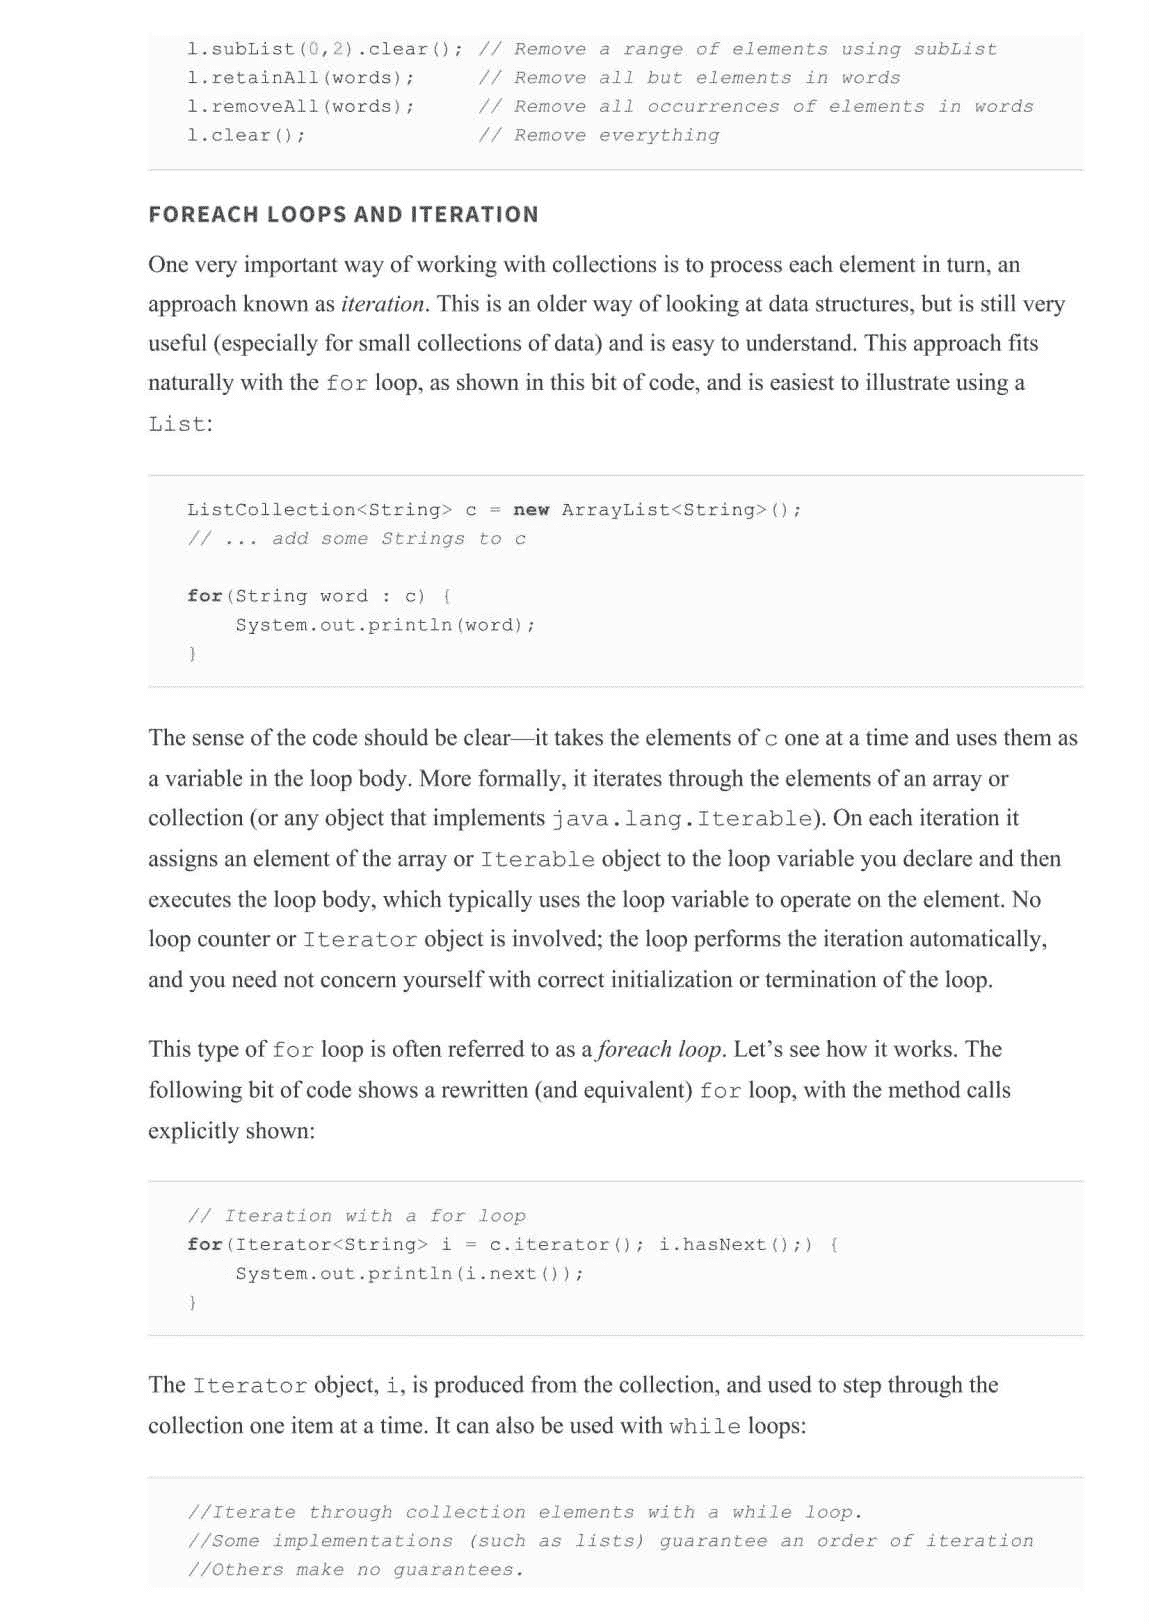 l.subList(0,2).clear(); // Remove a range of elements using subList
l.retainAll(words);     // Remove all but elements in words
l.removeAll(words);     // Remove all occurrences of elements in words
l.clear();              // Remove everything
FOREACH LOOPS AND ITERATION
One very important way of working with collections is to process each element in turn, an
approach known as iteration. This is an older way of looking at data structures, but is still very
useful (especially for small collections of data) and is easy to understand. This approach fits
naturally with the for loop, as shown in this bit of code, and is easiest to illustrate using a
List:
ListCollection<String> c = new ArrayList<String>();
// ... add some Strings to c
for(String word : c) {
    System.out.println(word);
}
The sense of the code should be clear—it takes the elements of c one at a time and uses them as
a variable in the loop body. More formally, it iterates through the elements of an array or
collection (or any object that implements java.lang.Iterable). On each iteration it
assigns an element of the array or Iterable object to the loop variable you declare and then
executes the loop body, which typically uses the loop variable to operate on the element. No
loop counter or Iterator object is involved; the loop performs the iteration automatically,
and you need not concern yourself with correct initialization or termination of the loop.
This type of for loop is often referred to as a foreach loop. Let’s see how it works. The
following bit of code shows a rewritten (and equivalent) for loop, with the method calls
explicitly shown:
// Iteration with a for loop
for(Iterator<String> i = c.iterator(); i.hasNext();) {
    System.out.println(i.next());
}
The Iterator object, i, is produced from the collection, and used to step through the
collection one item at a time. It can also be used with while loops:
//Iterate through collection elements with a while loop.
//Some implementations (such as lists) guarantee an order of iteration
//Others make no guarantees.